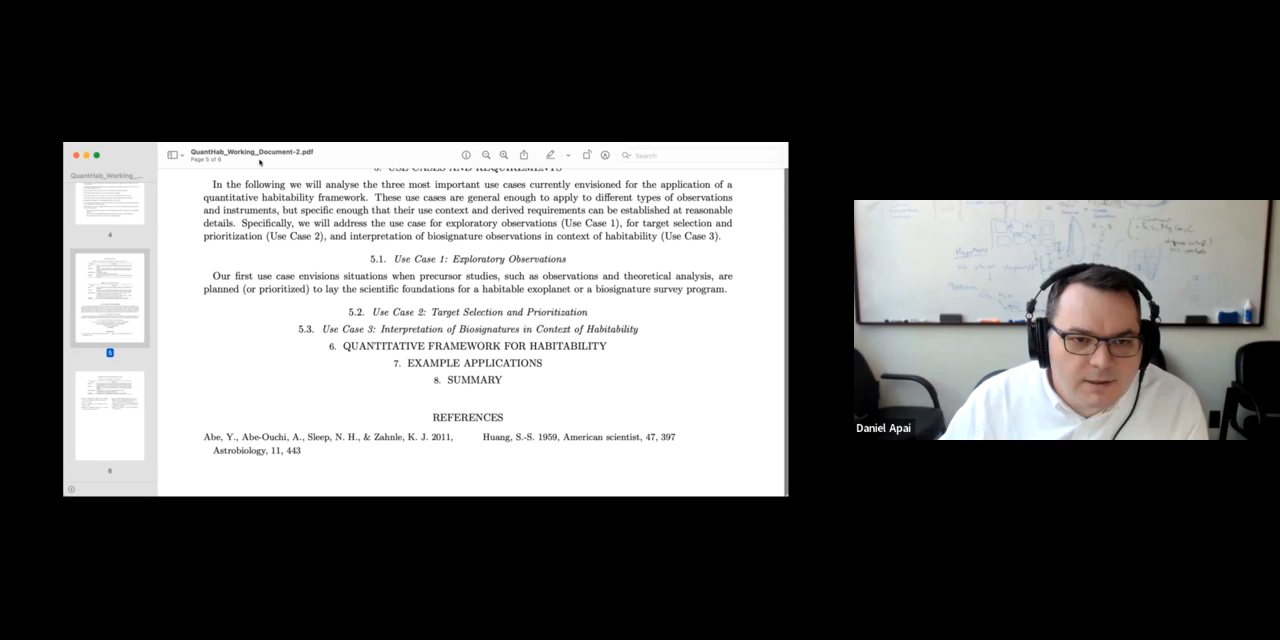 QuantHab_Working_Document-2.pdf
Page 5 of 6
Search
QuantHab_Working_...
4
5
6
5. USE CASES AND REQUIREMENTS
In the following we will analyse the three most important use cases currently envisioned for the application of a
quantitative habitability framework. These use cases are general enough to apply to different types of observations
and instruments, but specific enough that their use context and derived requirements can be established at reasonable
details. Specifically, we will address the use case for exploratory observations (Use Case 1), for target selection and
prioritization (Use Case 2), and interpretation of biosignature observations in context of habitability (Use Case 3).
5.1. Use Case 1: Exploratory Observations
Our first use case envisions situations when precursor studies, such as observations and theoretical analysis, are
planned (or prioritized) to lay the scientific foundations for a habitable exoplanet or a biosignature survey program.
5.2. Use Case 2: Target Selection and Prioritization
5.3. Use Case 3: Interpretation of Biosignatures in Context of Habitability
6. QUANTITATIVE FRAMEWORK FOR HABITABILITY
7. EXAMPLE APPLICATIONS
8. SUMMARY
REFERENCES
Abe, Y., Abe-Ouchi, A., Sleep, N. H., & Zahnle, K. J. 2011,
Astrobiology, 11, 443
Huang, S.-S. 1959, American scientist, 47, 397
Daniel Apai